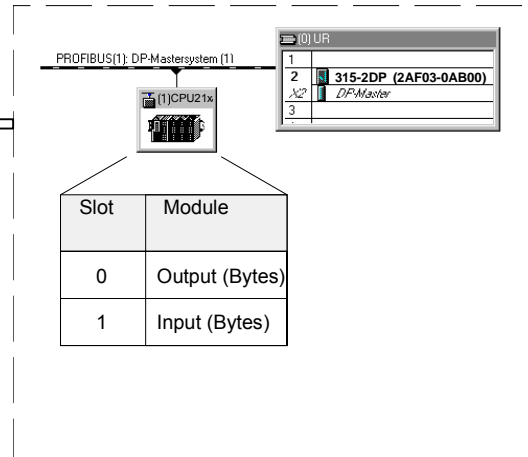 (0) UR
PROFIBUS(1): DP-Mastersystem (1)
1
2 315-2DP (2AF03-0AB00)
X2 DP-Master
3
(1)CPU21x
Slot Module
0 Output (Bytes)
1 Input (Bytes)